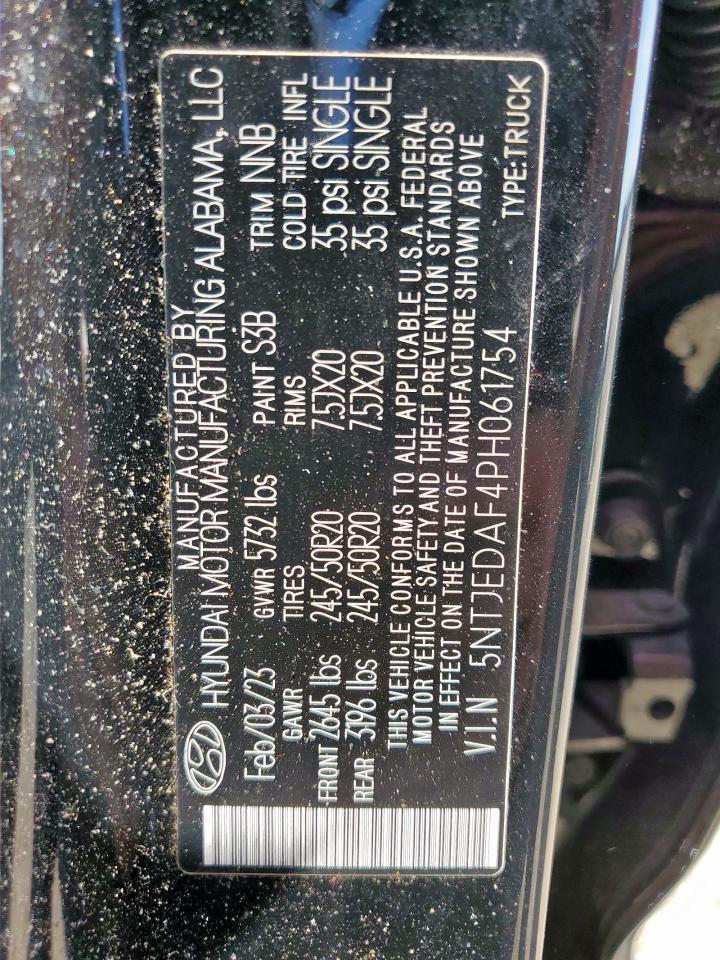 MANUFACTURED BY
HYUNDAI MOTOR MANUFACTURING ALABAMA, LLC
Feb/03/23 GVWR 5732 lbs PAINT S3B TRIM NNB
GAWR TIRES RIMS COLD TIRE INFL
FRONT 2645 lbs 245/50R20 7.5JX20 35 psi SINGLE
REAR 3196 lbs 245/50R20 7.5JX20 35 psi SINGLE
THIS VEHICLE CONFORMS TO ALL APPLICABLE U.S.A. FEDERAL
MOTOR VEHICLE SAFETY AND THEFT PREVENTION STANDARDS
IN EFFECT ON THE DATE OF MANUFACTURE SHOWN ABOVE
V.I.N 5NTJEDAF4PH061754
TYPE:TRUCK